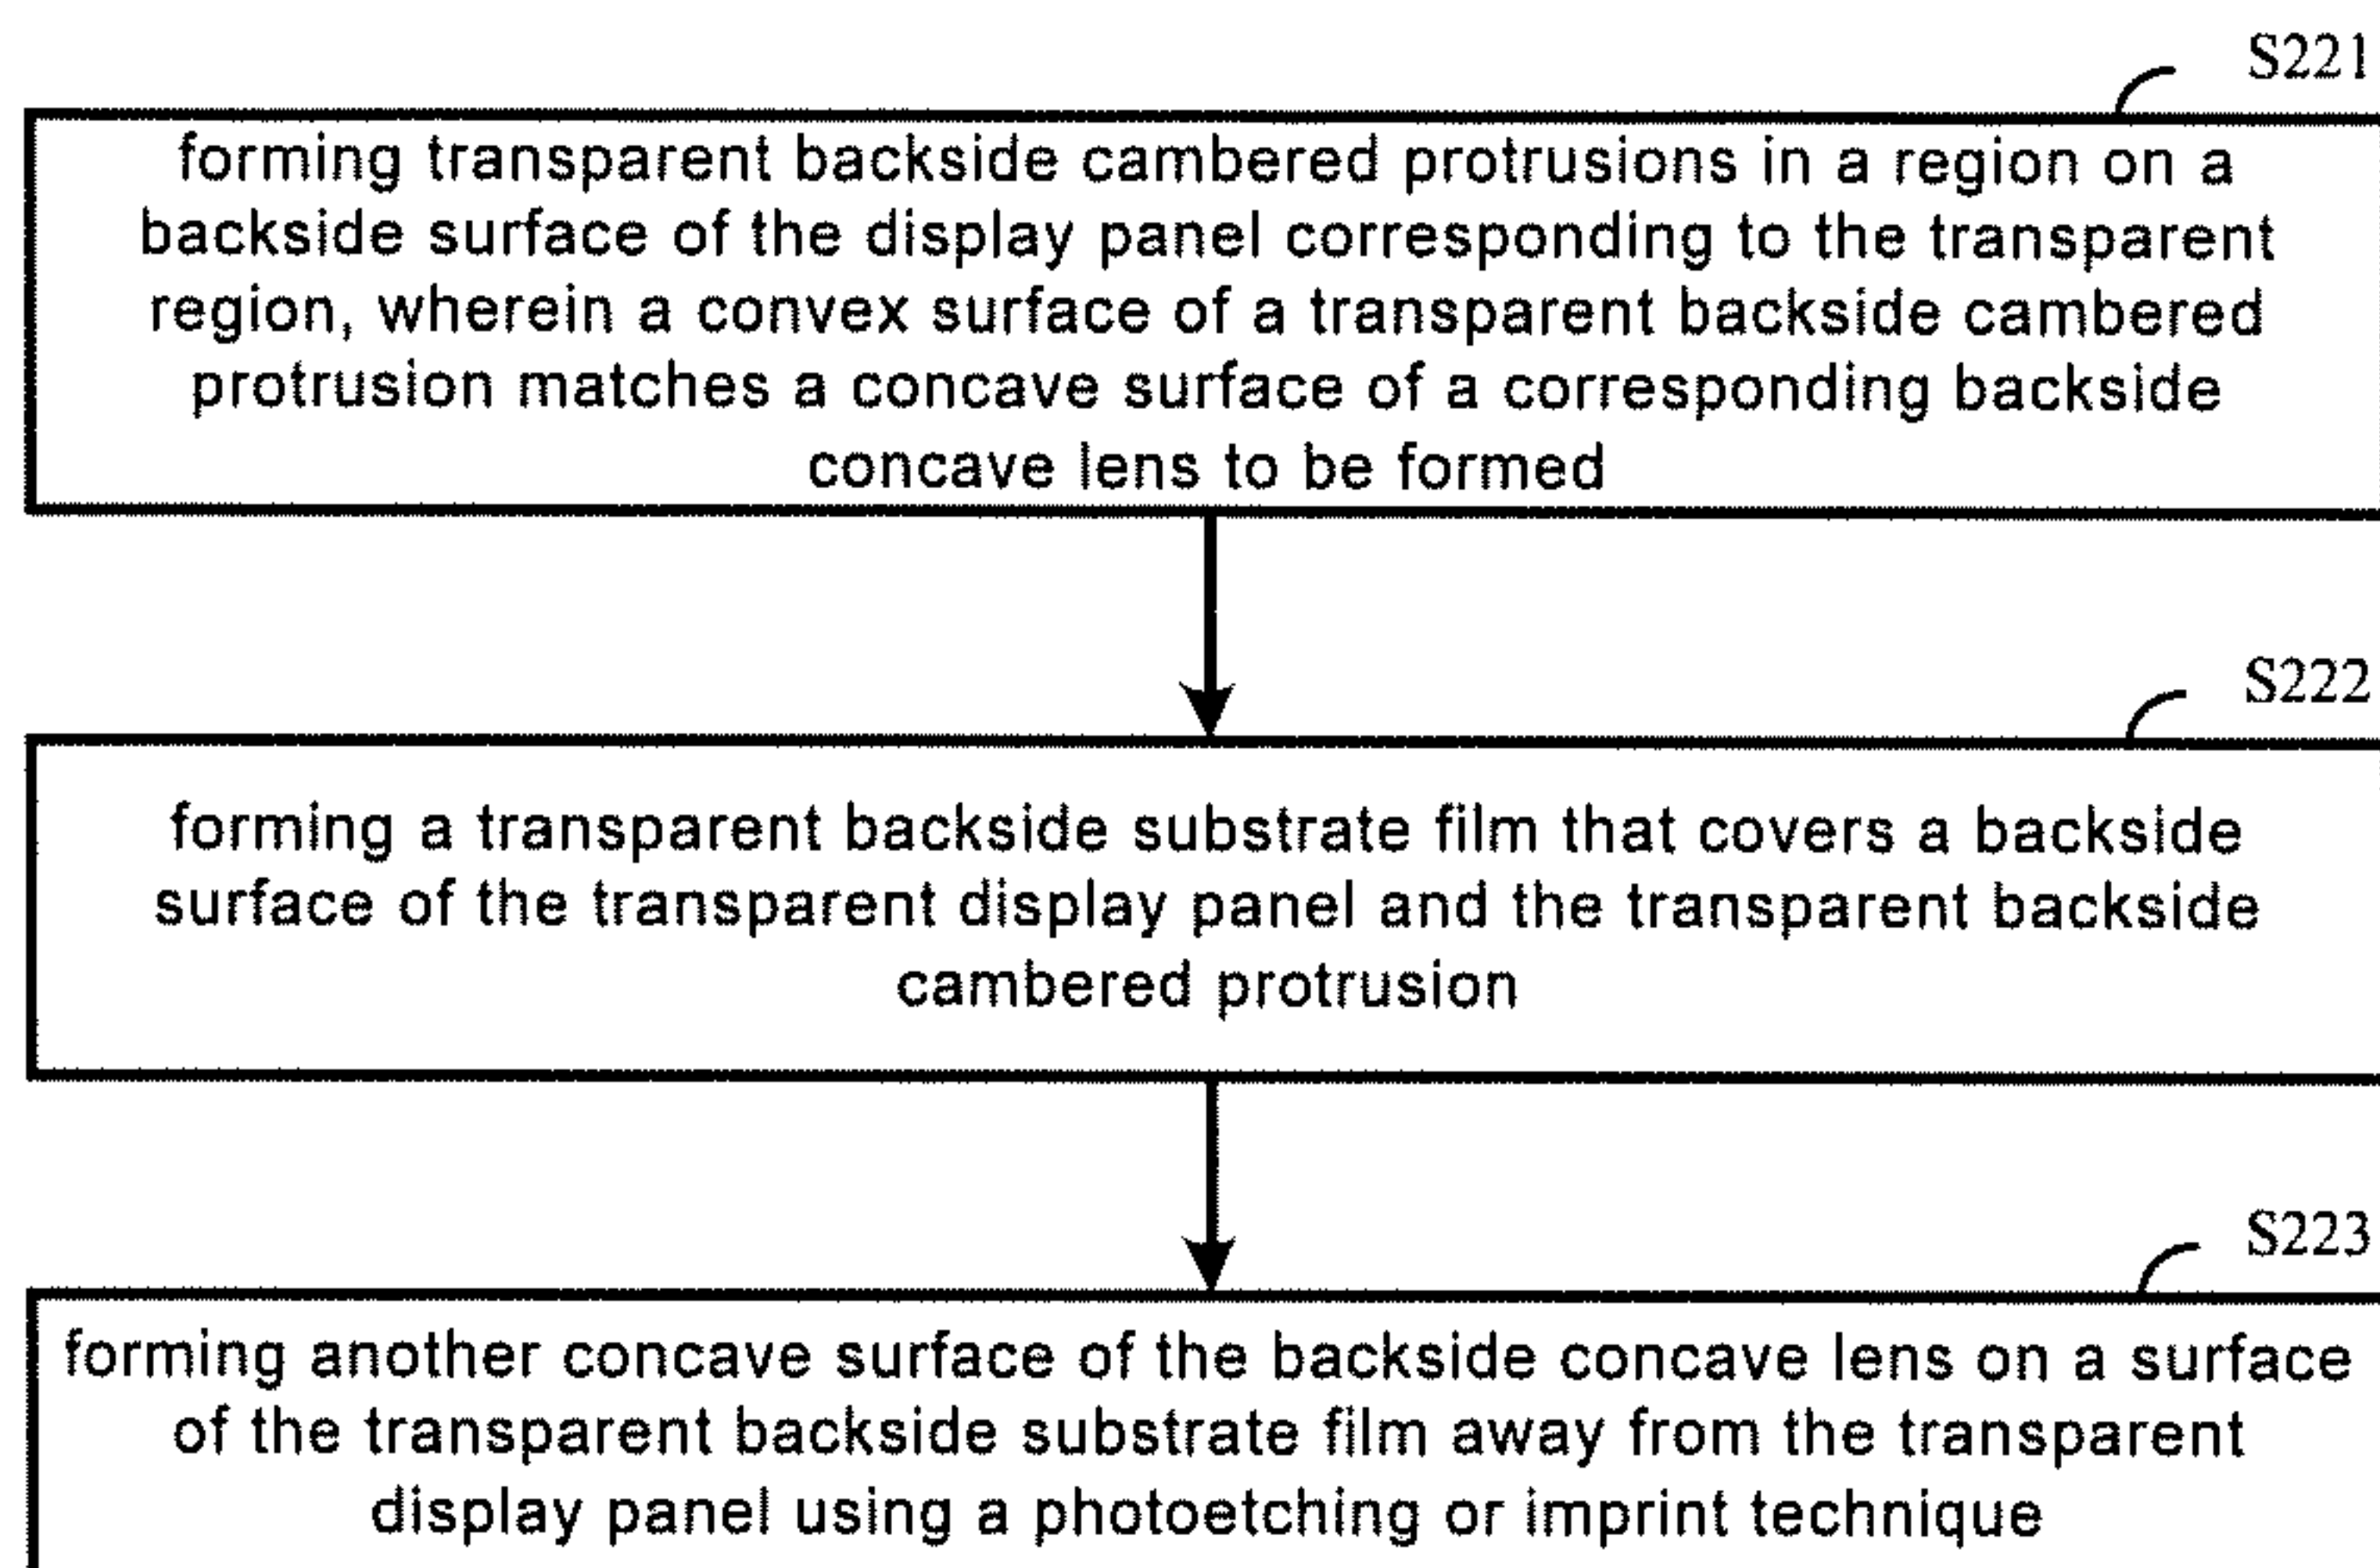 S221
forming transparent backside cambered protrusions in a region on a
backside surface of the display panel corresponding to the transparent
region, wherein a convex surface of a transparent backside cambered
protrusion matches a concave surface of a corresponding backside
concave lens to be formed
S222
forming a transparent backside substrate film that covers a backside
surface of the transparent display panel and the transparent backside
cambered protrusion
S223
forming another concave surface of the backside concave lens on a surface
of the transparent backside substrate film away from the transparent
display panel using a photoetching or imprint technique